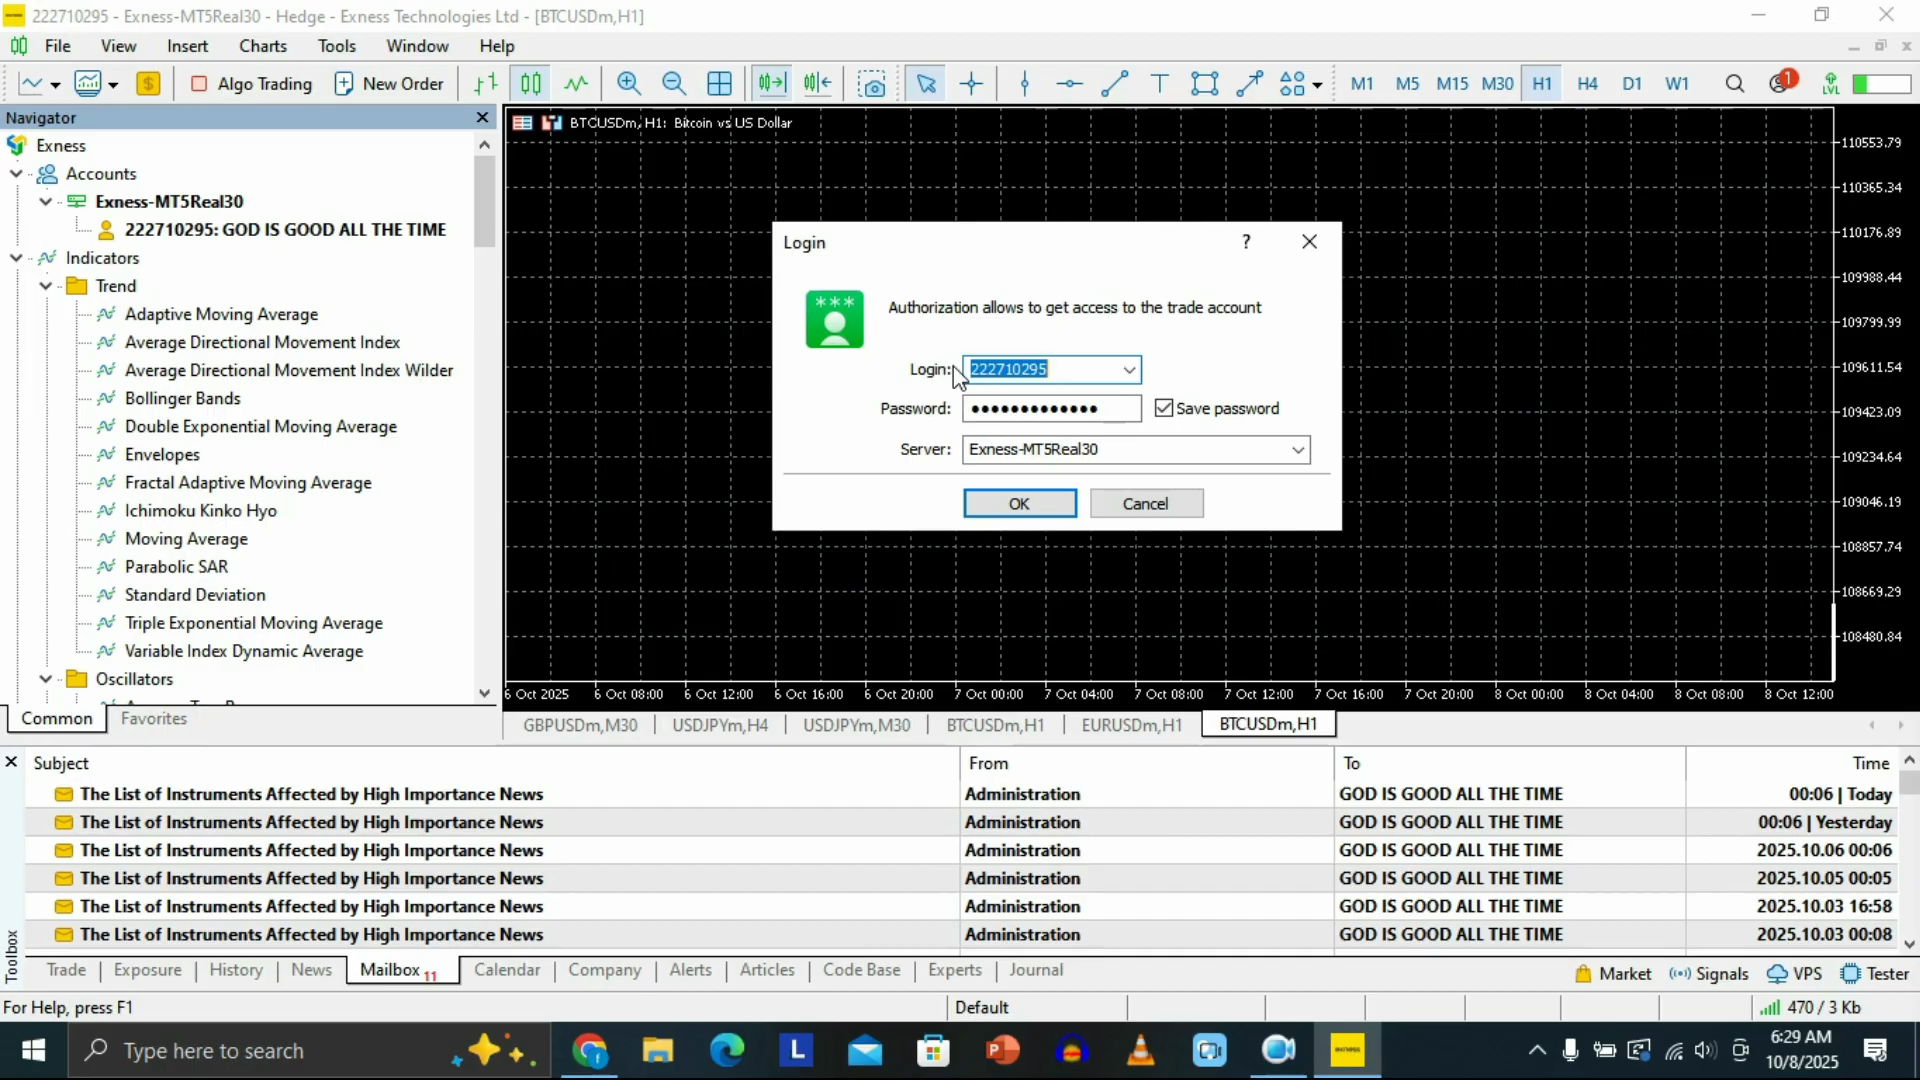 222710295 - Exness-MT5Real30 - Hedge - Exness Technologies Ltd - [BTCUSDm,H1]
File View Insert Charts Tools Window Help
Algo Trading New Order M1 M5 M15 M30 H1 H4 D1 W1 1 LVL
Navigator
Exness
Accounts
Exness-MT5Real30
222710295: GOD IS GOOD ALL THE TIME
Indicators
Trend
Adaptive Moving Average
Average Directional Movement Index
Average Directional Movement Index Wilder
Bollinger Bands
Double Exponential Moving Average
Envelopes
Fractal Adaptive Moving Average
Ichimoku Kinko Hyo
Moving Average
Parabolic SAR
Standard Deviation
Triple Exponential Moving Average
Variable Index Dynamic Average
Oscillators
Common Favorites
BTCUSDm, H1: Bitcoin vs US Dollar
110553.79
110365.34
110176.89
109988.44
109799.99
109611.54
109423.09
109234.64
109046.19
108857.74
108669.29
108480.84
Login ?
Authorization allows to get access to the trade account
Login: 222710295
Password: ••••••••••••• Save password
Server: Exness-MT5Real30
OK Cancel
6 Oct 2025 6 Oct 08:00 6 Oct 12:00 6 Oct 16:00 6 Oct 20:00 7 Oct 00:00 7 Oct 04:00 7 Oct 08:00 7 Oct 12:00 7 Oct 16:00 7 Oct 20:00 8 Oct 00:00 8 Oct 04:00 8 Oct 08:00 8 Oct 12:00
GBPUSDm,M30 USDJPYm,H4 USDJPYm,M30 BTCUSDm,H1 EURUSDm,H1 BTCUSDm,H1
Subject From To Time
The List of Instruments Affected by High Importance News Administration GOD IS GOOD ALL THE TIME 00:06 | Today
The List of Instruments Affected by High Importance News Administration GOD IS GOOD ALL THE TIME 00:06 | Yesterday
The List of Instruments Affected by High Importance News Administration GOD IS GOOD ALL THE TIME 2025.10.06 00:06
The List of Instruments Affected by High Importance News Administration GOD IS GOOD ALL THE TIME 2025.10.05 00:05
The List of Instruments Affected by High Importance News Administration GOD IS GOOD ALL THE TIME 2025.10.03 16:58
The List of Instruments Affected by High Importance News Administration GOD IS GOOD ALL THE TIME 2025.10.03 00:08
Toolbox
Trade Exposure History News Mailbox 11 Calendar Company Alerts Articles Code Base Experts Journal Market Signals VPS Tester
For Help, press F1 Default 470 / 3 Kb
Type here to search
6:29 AM
10/8/2025